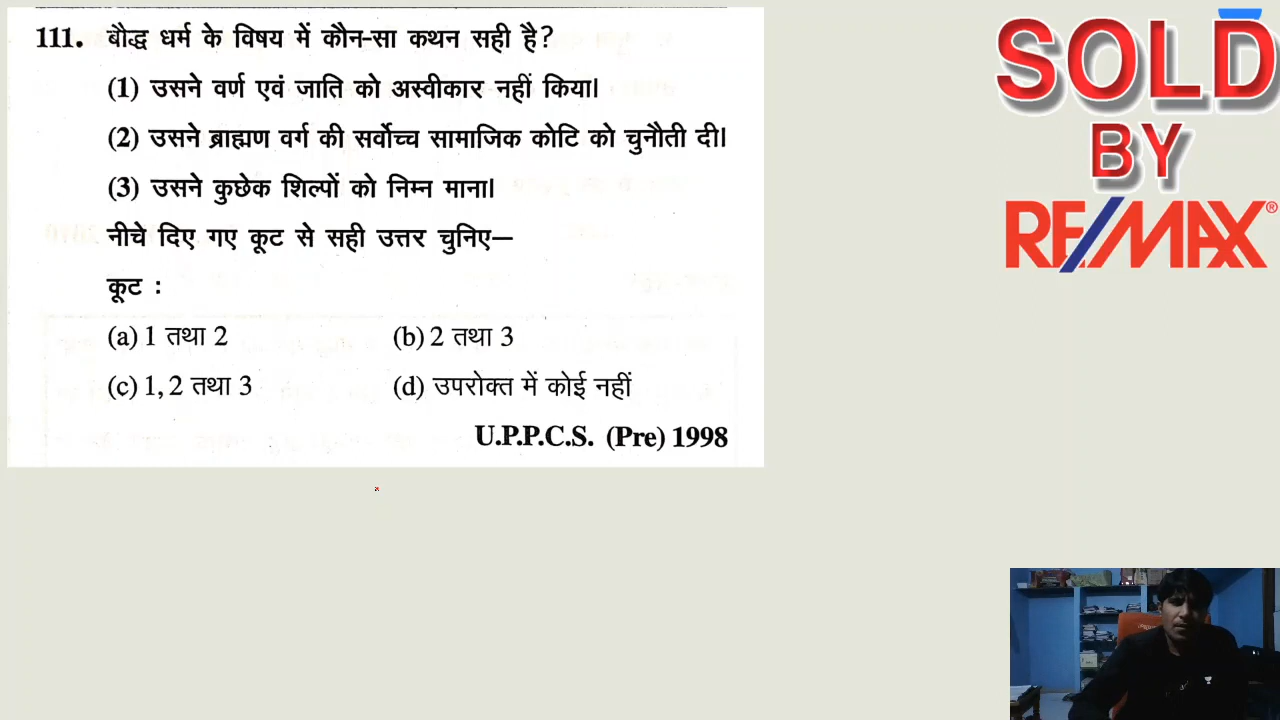 111. बौद्ध धर्म के विषय में कौन-सा कथन सही है?
(1) उसने वर्ण एवं जाति को अस्वीकार नहीं किया।
(2) उसने ब्राह्मण वर्ग की सर्वोच्च सामाजिक कोटि को चुनौती दी।
(3) उसने कुछेक शिल्पों को निम्न माना।
नीचे दिए गए कूट से सही उत्तर चुनिए—
कूट :
(a) 1 तथा 2 (b) 2 तथा 3
(c) 1, 2 तथा 3 (d) उपरोक्त में कोई नहीं
U.P.P.C.S. (Pre) 1998
SOLD
BY
RE/MAX®